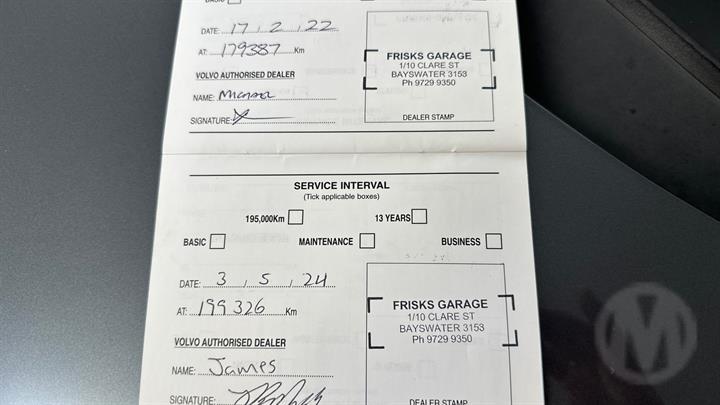 BASIC
DATE: 17 , 2 , 22
AT: 179387 Km
VOLVO AUTHORISED DEALER
NAME: Michael
SIGNATURE:
FRISKS GARAGE
1/10 CLARE ST
BAYSWATER 3153
Ph 9729 9350
DEALER STAMP
SERVICE INTERVAL
(Tick applicable boxes)
195,000Km 13 YEARS
BASIC MAINTENANCE BUSINESS
DATE: 3 , 5 , 24
AT: 199326 Km
VOLVO AUTHORISED DEALER
NAME: James
SIGNATURE:
FRISKS GARAGE
1/10 CLARE ST
BAYSWATER 3153
Ph 9729 9350
DEALER STAMP
M